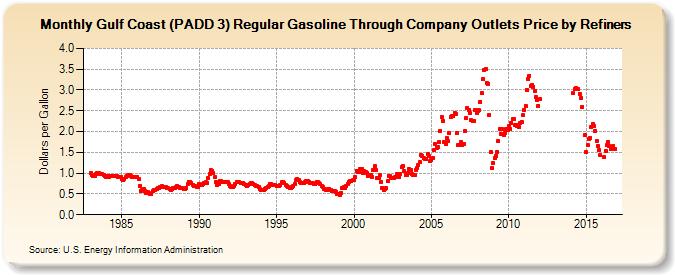 Monthly Gulf Coast (PADD 3) Regular Gasoline Through Company Outlets Price by Refiners
Dollars per Gallon
4.0
3.5
3.0
2.5
2.0
1.5
1.0
0.5
0.0
1985 1990 1995 2000 2005 2010 2015
Source: U.S. Energy Information Administration